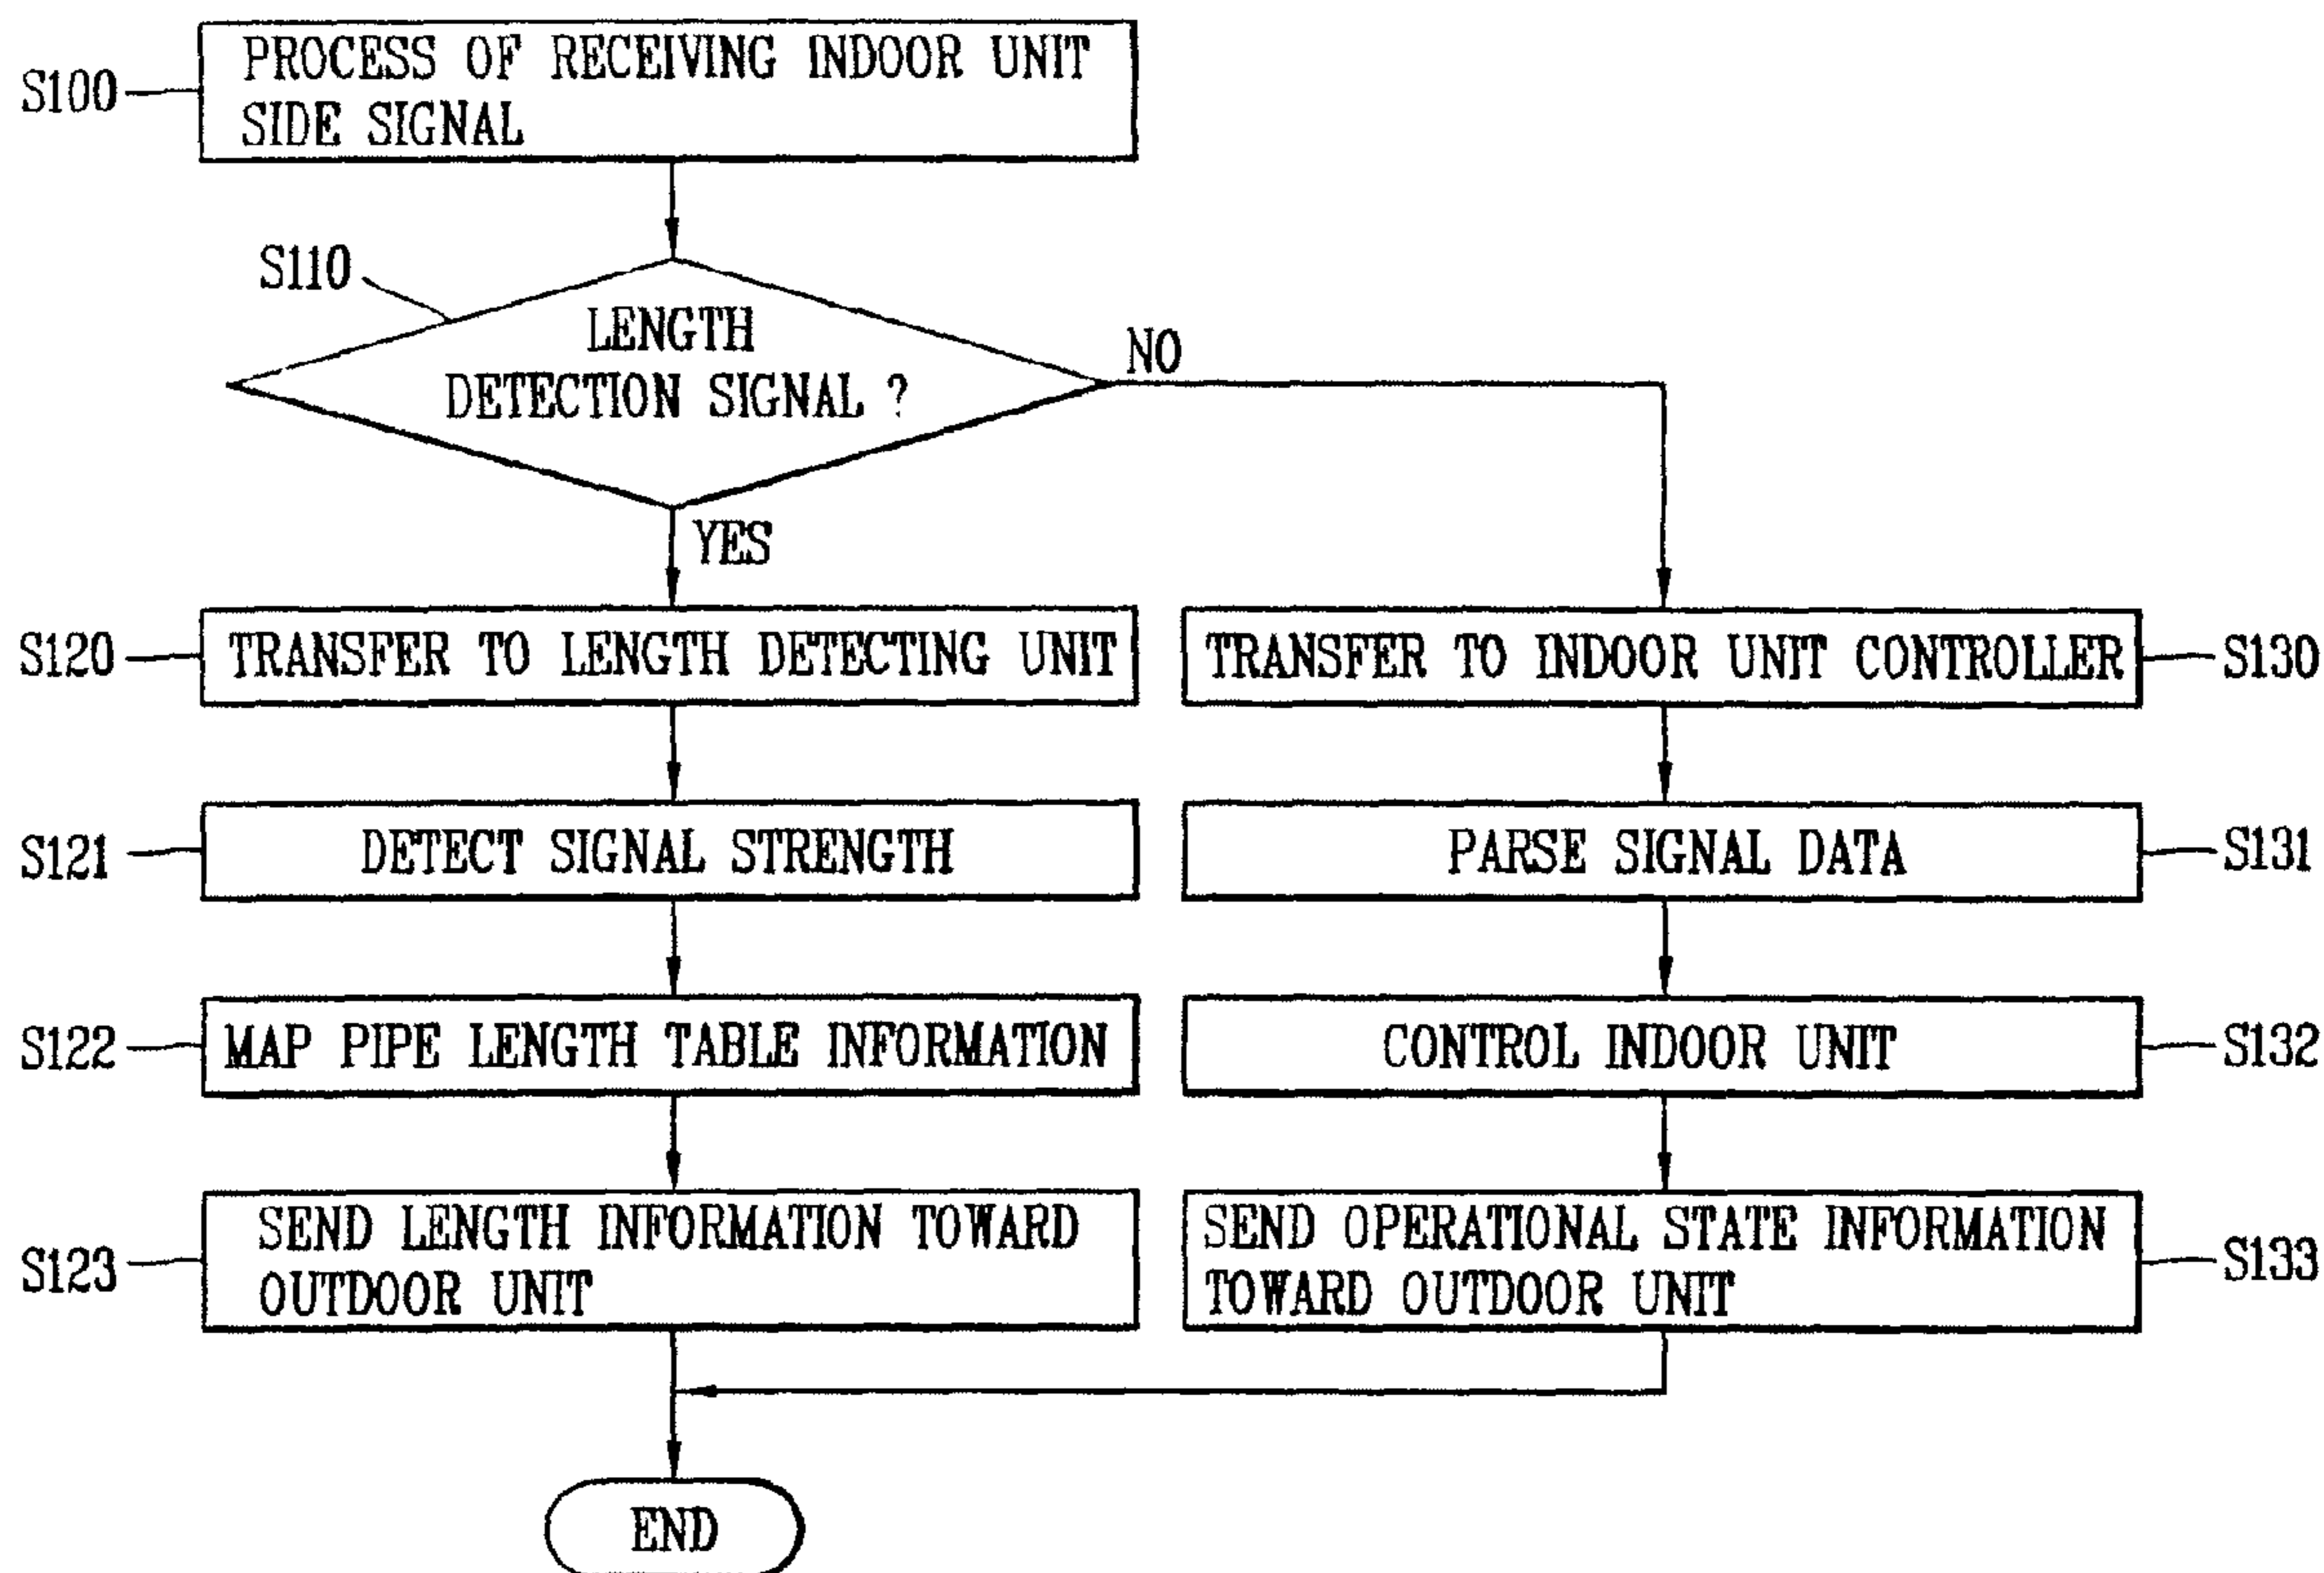 S100
PROCESS OF RECEIVING INDOOR UNIT
SIDE SIGNAL
S110
LENGTH
DETECTION SIGNAL ?
NO
YES
S120
TRANSFER TO LENGTH DETECTING UNIT
TRANSFER TO INDOOR UNIT CONTROLLER
S130
S121
DETECT SIGNAL STRENGTH
PARSE SIGNAL DATA
S131
S122
MAP PIPE LENGTH TABLE INFORMATION
CONTROL INDOOR UNIT
S132
S123
SEND LENGTH INFORMATION TOWARD
OUTDOOR UNIT
SEND OPERATIONAL STATE INFORMATION
TOWARD OUTDOOR UNIT
S133
END